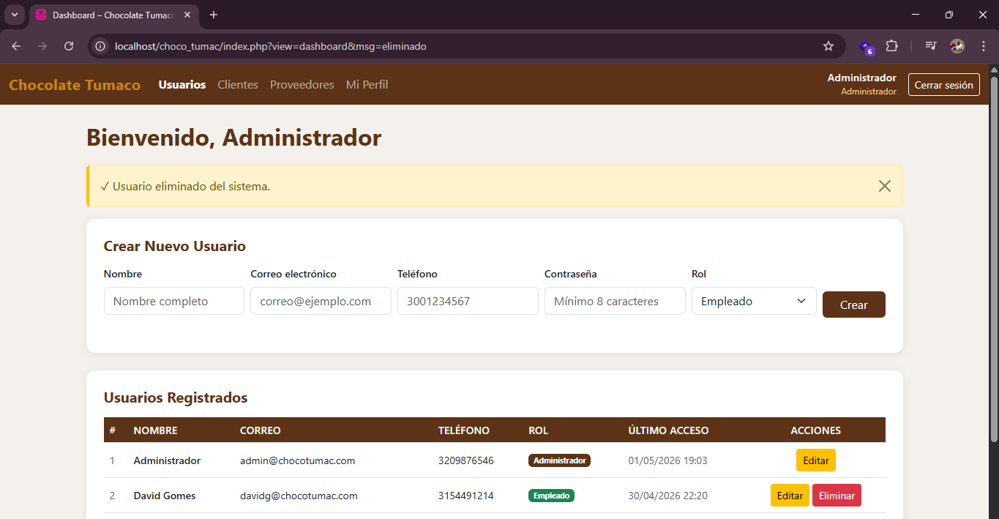 Dashboard – Chocolate Tumaco
localhost/choco_tumac/index.php?view=dashboard&msg=eliminado
6
Chocolate Tumaco Usuarios Clientes Proveedores Mi Perfil Administrador
Administrador
Cerrar sesión
Bienvenido, Administrador
✓ Usuario eliminado del sistema.
Crear Nuevo Usuario
Nombre Correo electrónico Teléfono Contraseña Rol
Nombre completo correo@ejemplo.com 3001234567 Mínimo 8 caracteres Empleado Crear
Usuarios Registrados
# NOMBRE CORREO TELÉFONO ROL ÚLTIMO ACCESO ACCIONES
1 Administrador admin@chocotumac.com 3209876546 Administrador 01/05/2026 19:03 Editar
2 David Gomes davidg@chocotumac.com 3154491214 Empleado 30/04/2026 22:20 Editar Eliminar